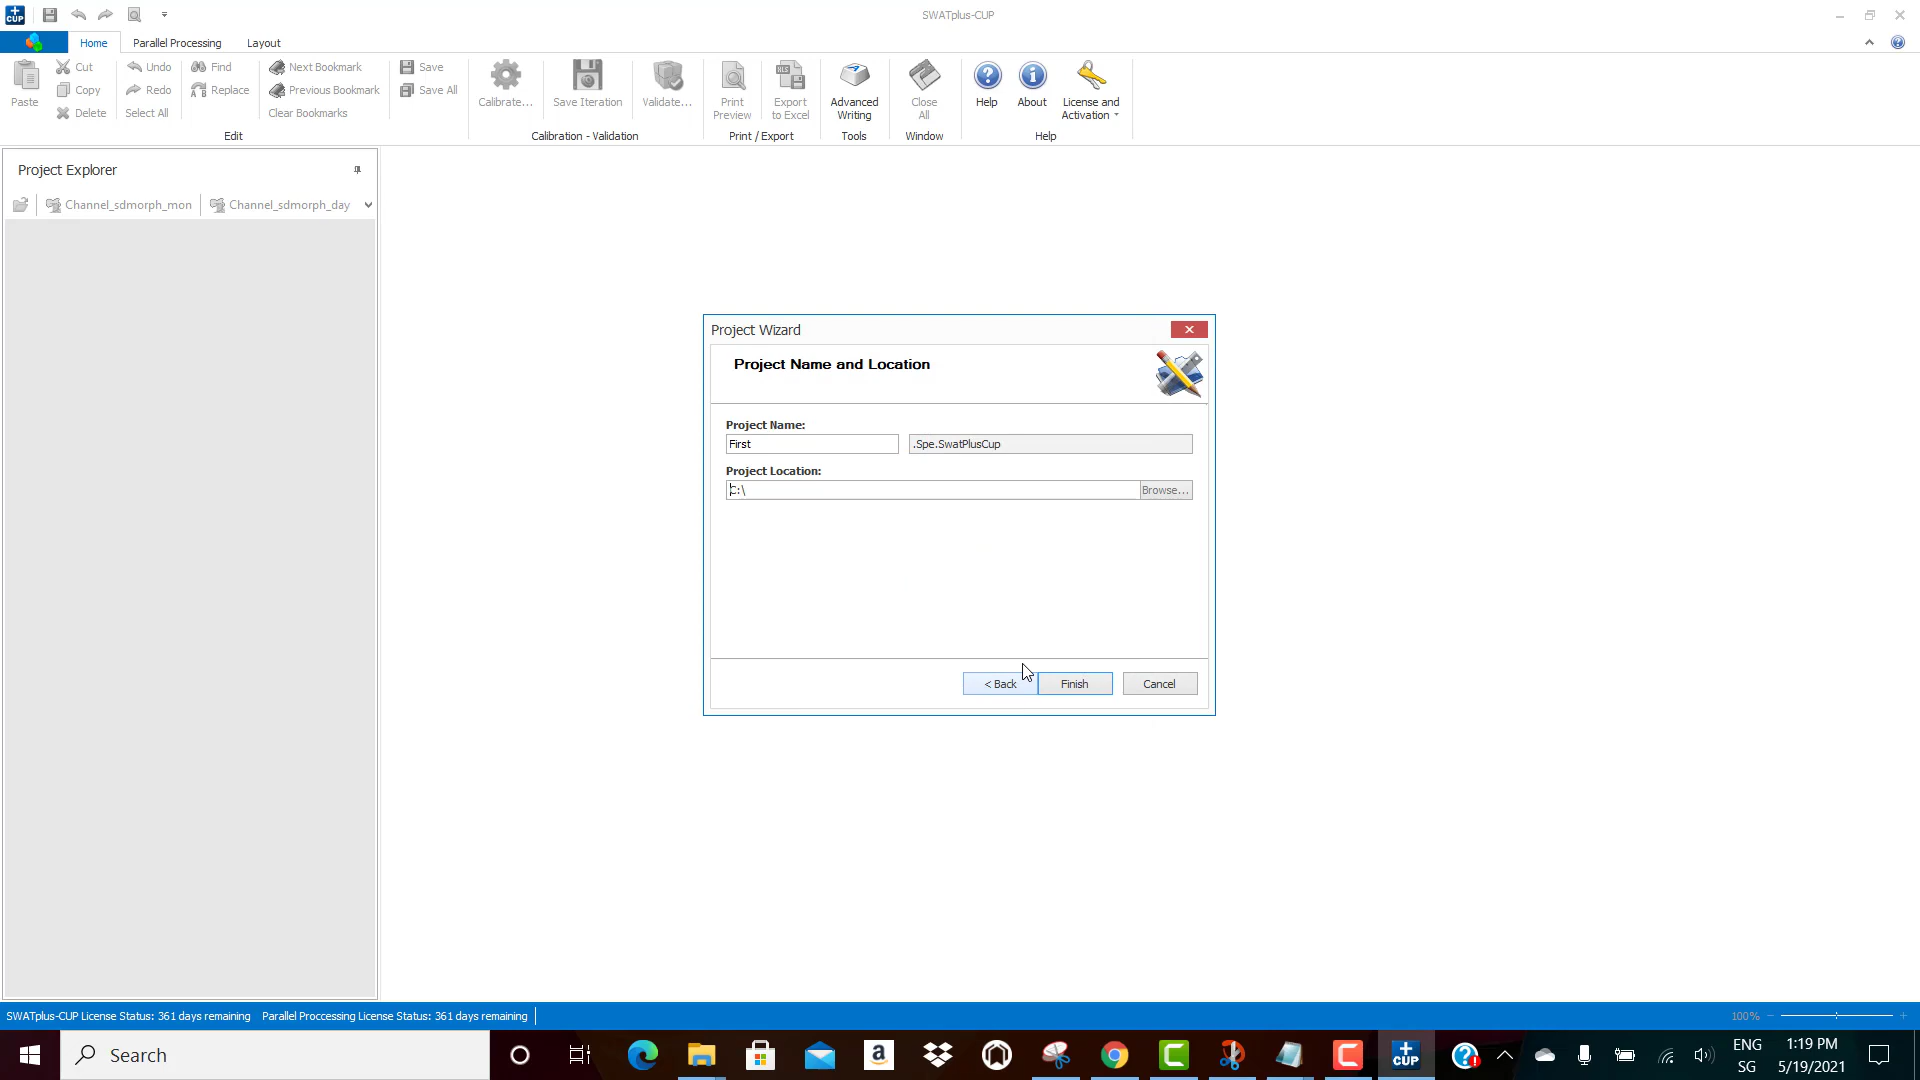 SWATplus-CUP
Home Parallel Processing Layout
Paste
Cut
Copy
Delete
Undo
Redo
Select All
Find
Replace
Next Bookmark
Previous Bookmark
Clear Bookmarks
Save
Save All
Calibrate...
Save Iteration
Validate...
Print Preview
Export to Excel
Advanced Writing
Close All
Help
About
License and Activation
Edit
Calibration - Validation
Print / Export
Tools
Window
Help
Project Explorer
Channel_sdmorph_mon Channel_sdmorph_day
Project Wizard
Project Name and Location
Project Name:
First .Spe.SwatPlusCup
Project Location:
C:\ Browse...
< Back Finish Cancel
SWATplus-CUP License Status: 361 days remaining Parallel Proccessing License Status: 361 days remaining
100%
Search
CUP
ENG
SG
1:19 PM
5/19/2021